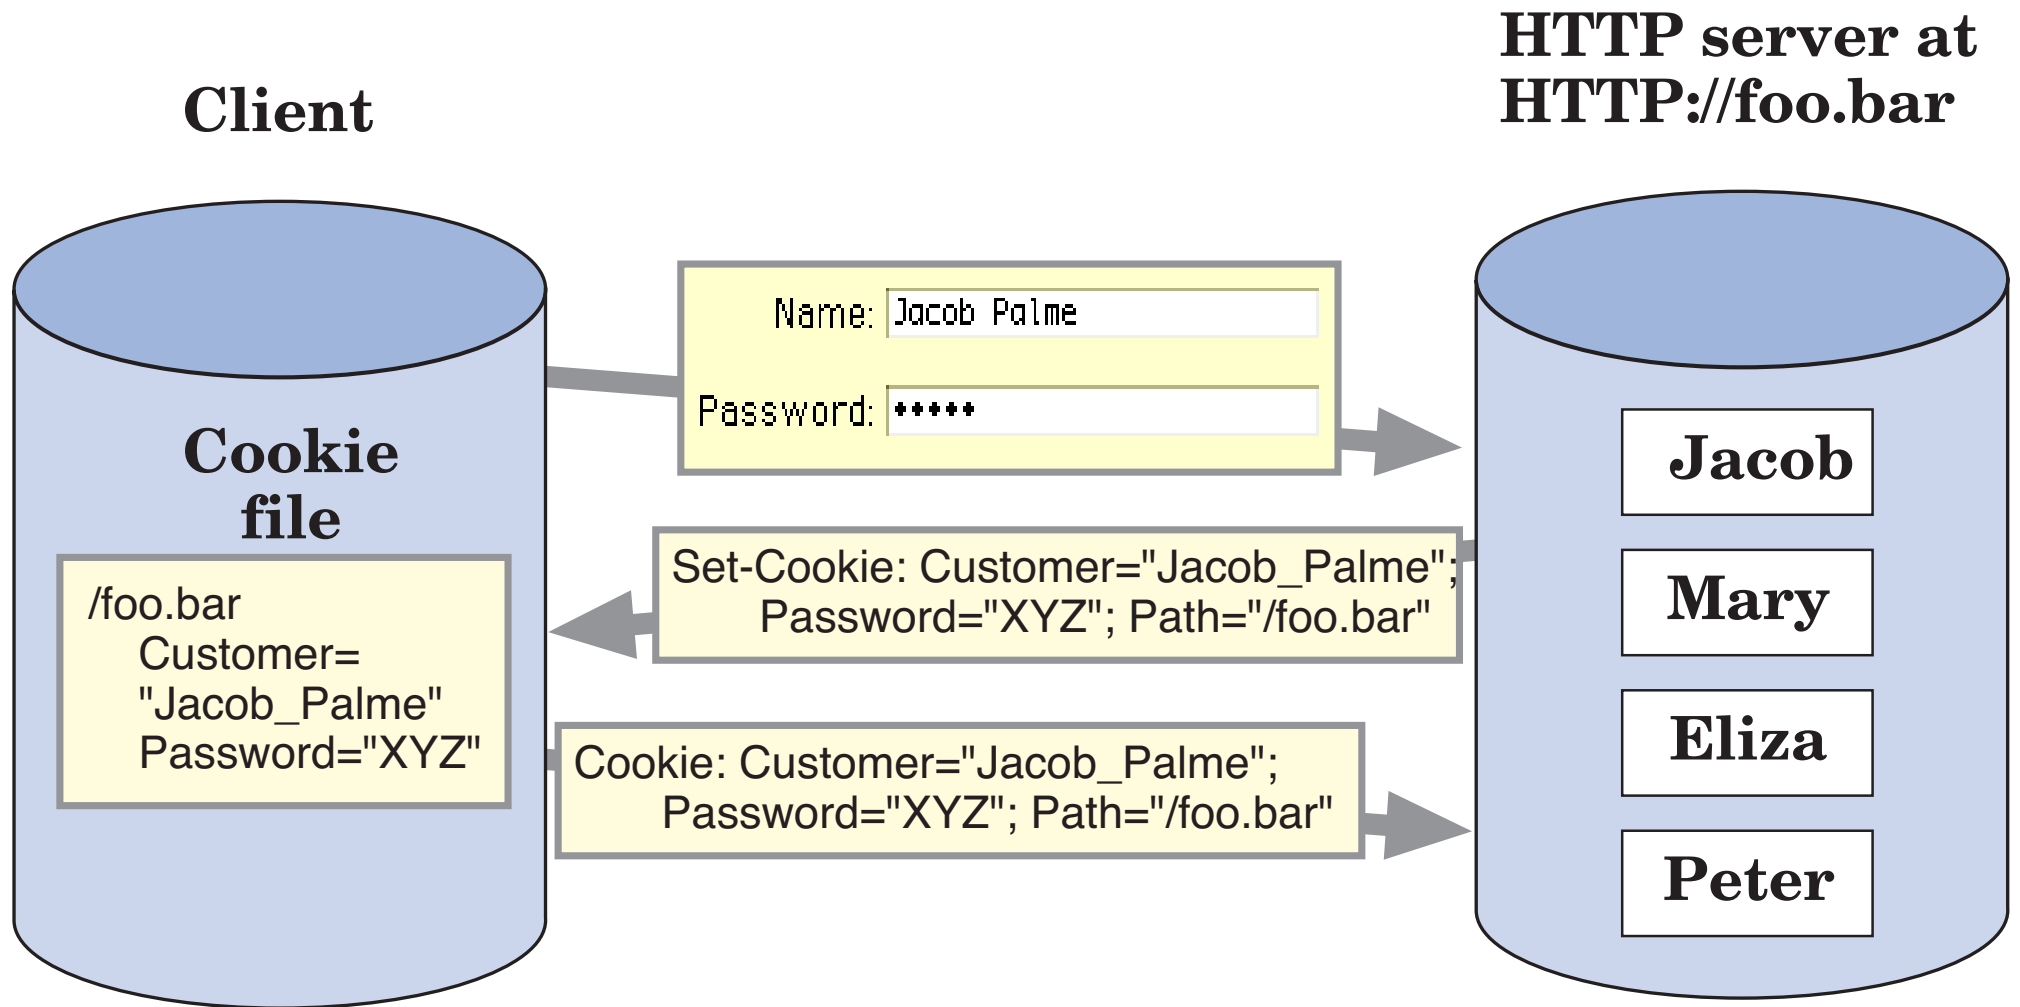 Client
HTTP server at
HTTP://foo.bar
Name: Jacob Palme
Password: •••••
Cookie
file
/foo.bar
Customer=
"Jacob_Palme"
Password="XYZ"
Set-Cookie: Customer="Jacob_Palme";
Password="XYZ"; Path="/foo.bar"
Cookie: Customer="Jacob_Palme";
Password="XYZ"; Path="/foo.bar"
Jacob
Mary
Eliza
Peter